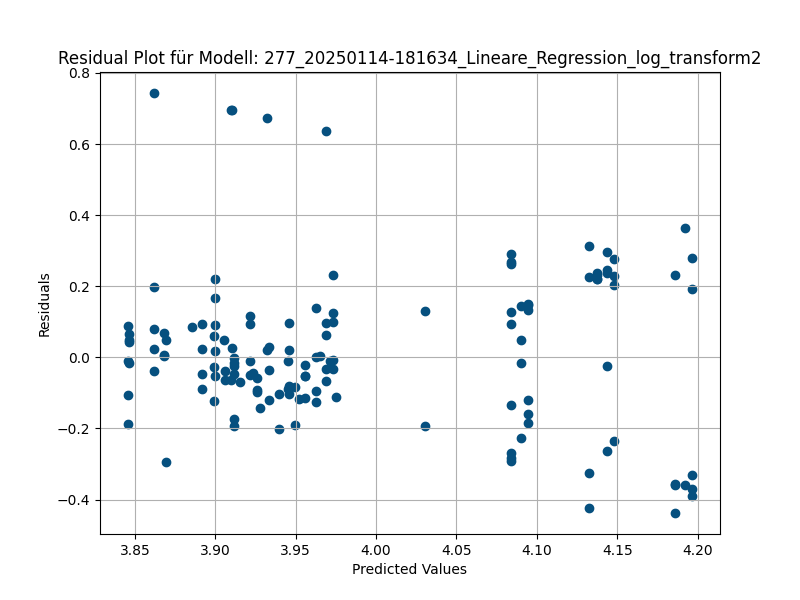 Residual Plot für Modell: 277_20250114-181634_Lineare_Regression_log_transform2
0.8
0.6
0.4
0.2
0.0
−0.2
−0.4
Residuals
3.85 3.90 3.95 4.00 4.05 4.10 4.15 4.20
Predicted Values